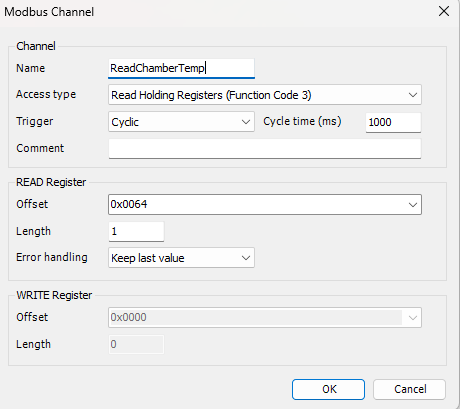 Modbus Channel
Channel
Name ReadChamberTemp
Access type Read Holding Registers (Function Code 3)
Trigger Cyclic Cycle time (ms) 1000
Comment
READ Register
Offset 0x0064
Length 1
Error handling Keep last value
WRITE Register
Offset 0x0000
Length 0
OK Cancel